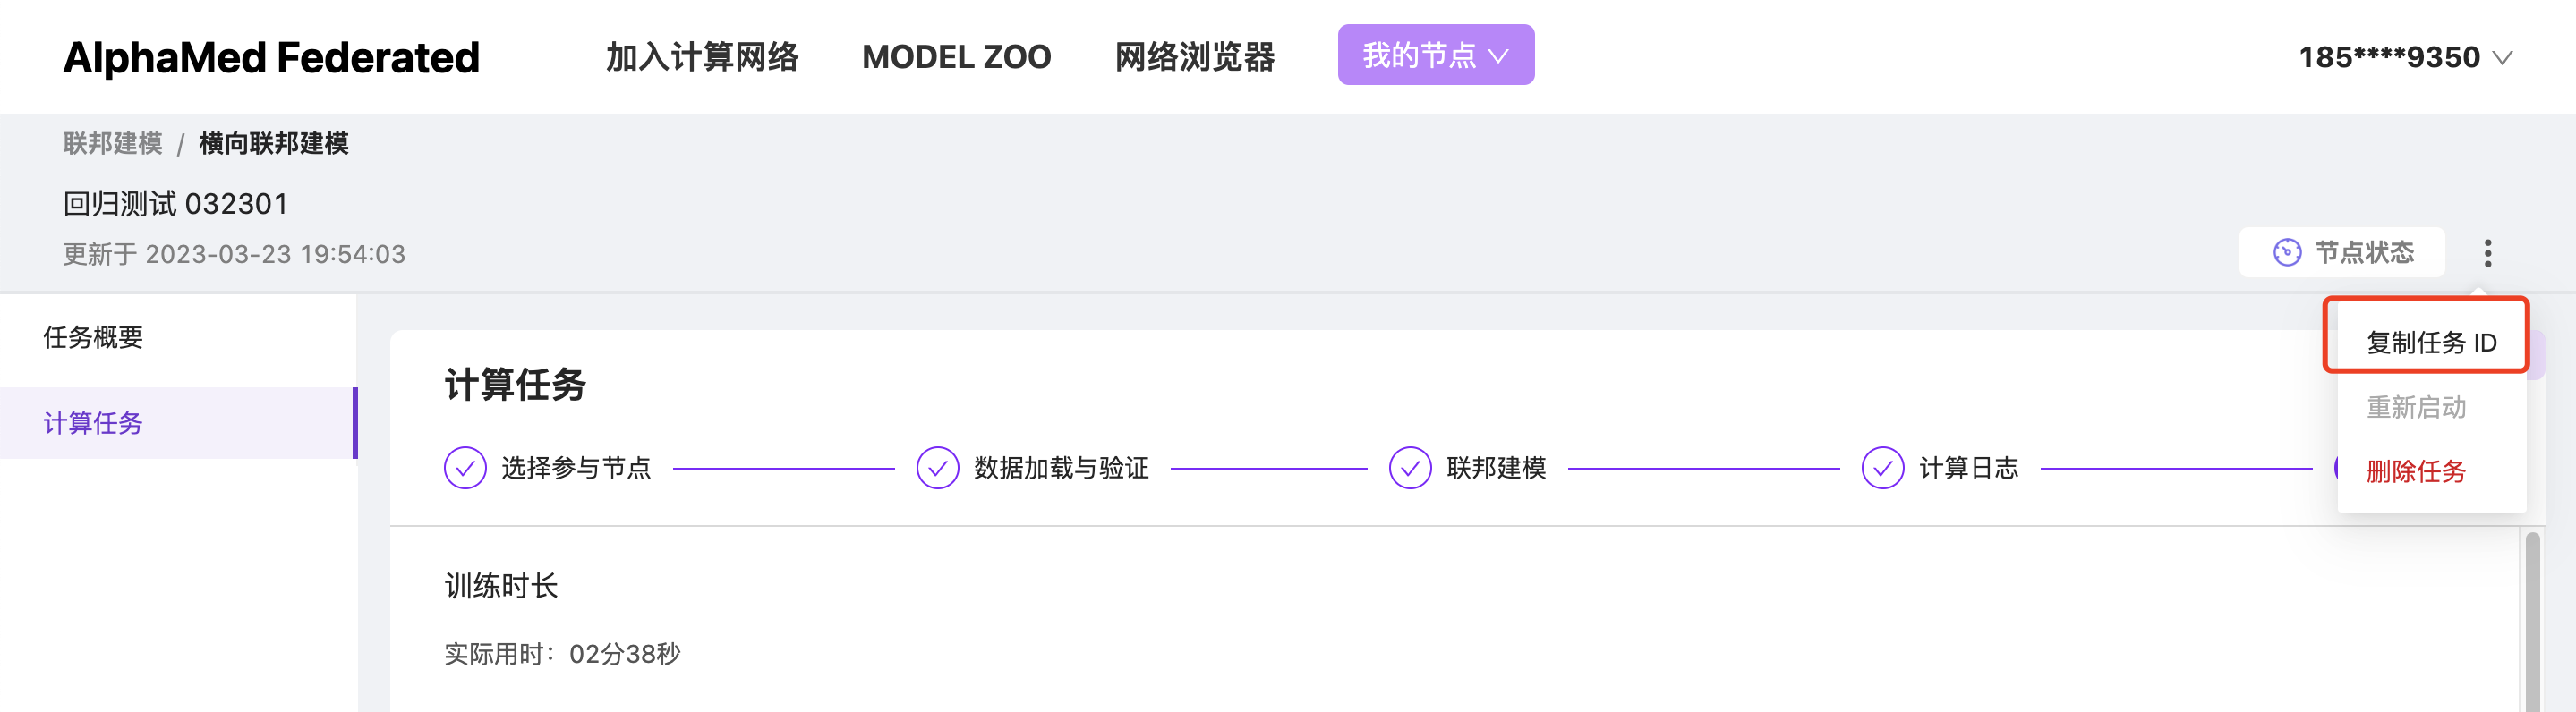 AlphaMed Federated 加入计算网络 MODEL ZOO 网络浏览器 我的节点 185****9350
联邦建模 / 横向联邦建模
回归测试 032301
更新于 2023-03-23 19:54:03
节点状态
复制任务 ID
重新启动
删除任务
任务概要
计算任务
计算任务
选择参与节点 数据加载与验证 联邦建模 计算日志
训练时长
实际用时：02分38秒